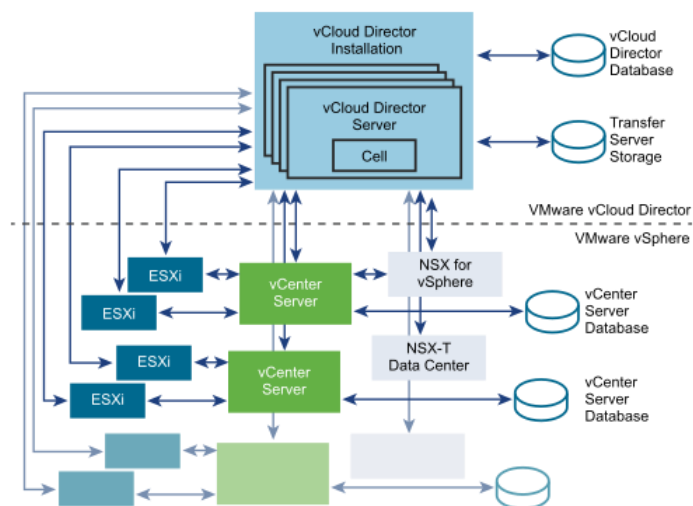 vCloud Director
Installation
vCloud Director
Server
Cell
vCloud
Director
Database
Transfer
Server
Storage
VMware vCloud Director
VMware vSphere
ESXi
vCenter
Server
NSX for
vSphere
ESXi
vCenter
Server
Database
ESXi
vCenter
Server
NSX-T
Data Center
ESXi
vCenter
Server
Database